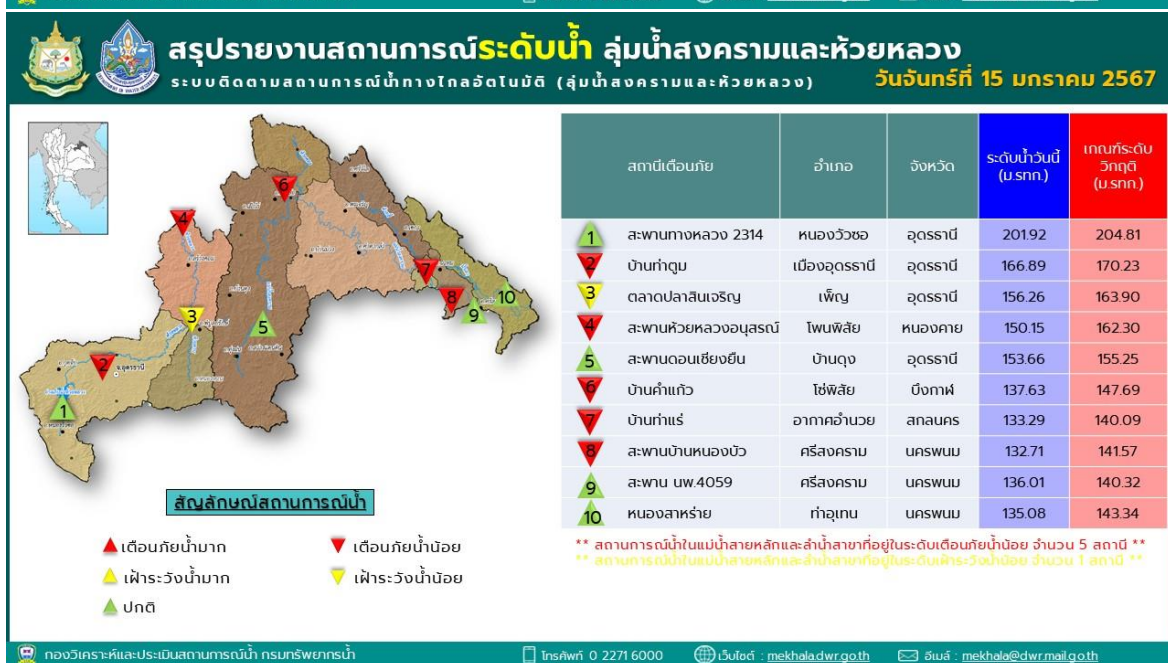 สรุปรายงานสถานการณ์ระดับน้ำ ลุ่มน้ำสงครามและห้วยหลวง
ระบบติดตามสถานการณ์น้ำทางไกลอัตโนมัติ (ลุ่มน้ำสงครามและห้วยหลวง)
วันจันทร์ที่ 15 มกราคม 2567
สถานีเตือนภัย อำเภอ จังหวัด ระดับน้ำวันนี้ (ม.รทก.) เกณฑ์ระดับวิกฤติ (ม.รทก.)
1 สะพานทางหลวง 2314 หนองวัวซอ อุดรธานี 201.92 204.81
2 บ้านท่าตูม เมืองอุดรธานี อุดรธานี 166.89 170.23
3 ตลาดปลาสินเจริญ เพ็ญ อุดรธานี 156.26 163.90
4 สะพานห้วยหลวงอนุสรณ์ โพนพิสัย หนองคาย 150.15 162.30
5 สะพานดอนเชียงยืน บ้านดุง อุดรธานี 153.66 155.25
6 บ้านคำแก้ว โซ่พิสัย บึงกาฬ 137.63 147.69
7 บ้านท่าแร่ อากาศอำนวย สกลนคร 133.29 140.09
8 สะพานบ้านหนองบัว ศรีสงคราม นครพนม 132.71 141.57
9 สะพาน นพ.4059 ศรีสงคราม นครพนม 136.01 140.32
10 หนองสาหร่าย ท่าอุเทน นครพนม 135.08 143.34
** สถานการณ์น้ำในแม่น้ำสายหลักและลำน้ำสาขาที่อยู่ในระดับเตือนภัยน้ำน้อย จำนวน 5 สถานี **
** สถานการณ์น้ำในแม่น้ำสายหลักและลำน้ำสาขาที่อยู่ในระดับเฝ้าระวังน้ำน้อย จำนวน 1 สถานี **
4
6
7
8
10
9
3
5
2
อ.อุดรธานี
1
สัญลักษณ์สถานการณ์น้ำ
เตือนภัยน้ำมาก
เตือนภัยน้ำน้อย
เฝ้าระวังน้ำมาก
เฝ้าระวังน้ำน้อย
ปกติ
กองวิเคราะห์และประเมินสถานการณ์น้ำ กรมทรัพยากรน้ำ
โทรศัพท์ 0 2271 6000
เว็บไซต์ : mekhala.dwr.go.th
อีเมล์ : mekhala@dwr.mail.go.th